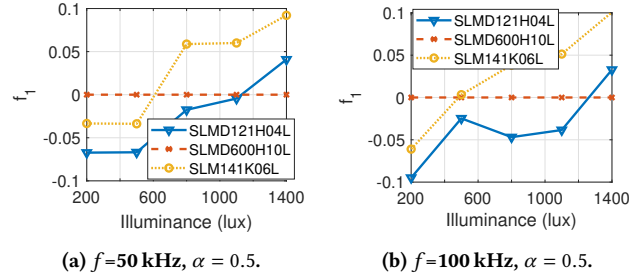 0.1
0.05
0
-0.05
-0.1
f1
200
600
1000
1400
Illuminance (lux)
SLMD121H04L
SLMD600H10L
SLM141K06L
(a) f=50 kHz, α = 0.5.
0.1
0.05
0
-0.05
-0.1
f1
200
600
1000
1400
Illuminance (lux)
SLMD121H04L
SLMD600H10L
SLM141K06L
(b) f=100 kHz, α = 0.5.